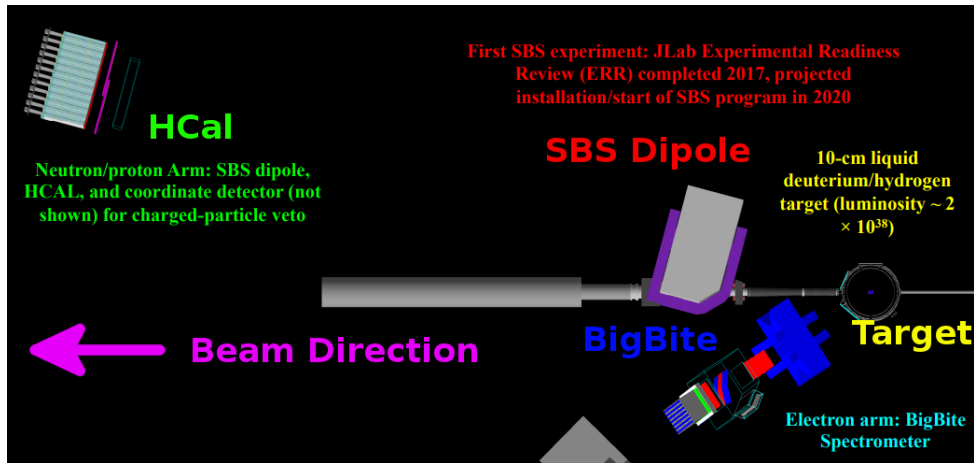 First SBS experiment: JLab Experimental Readiness
Review (ERR) completed 2017, projected
installation/start of SBS program in 2020
HCal
SBS Dipole
Neutron/proton Arm: SBS dipole,
HCAL, and coordinate detector (not
shown) for charged-particle veto
10-cm liquid
deuterium/hydrogen
target (luminosity ~ 2
× 10³⁸)
BigBite
Target
Beam Direction
Electron arm: BigBite
Spectrometer